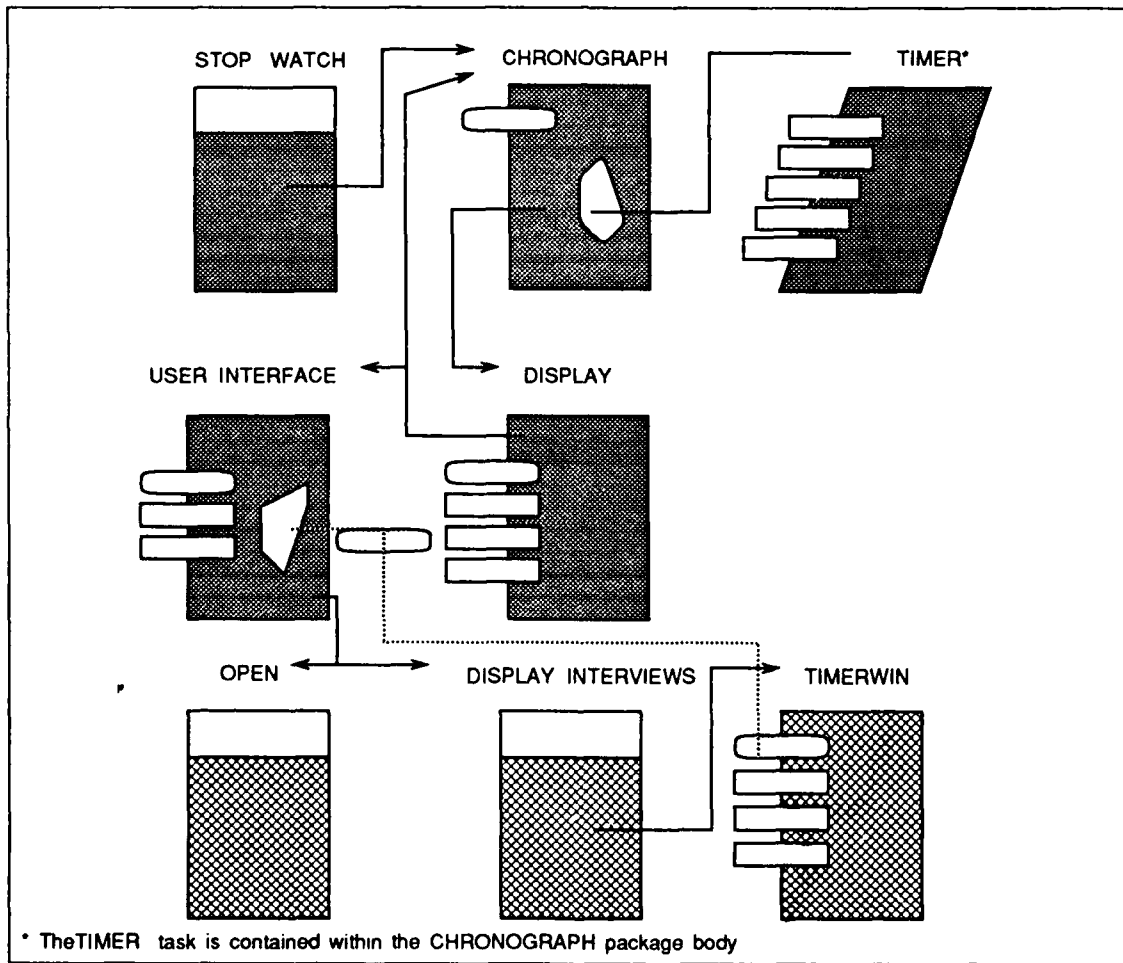 STOP WATCH
CHRONOGRAPH
TIMER*
USER INTERFACE
DISPLAY
OPEN
DISPLAY INTERVIEWS
TIMERWIN
* TheTIMER task is contained within the CHRONOGRAPH package body